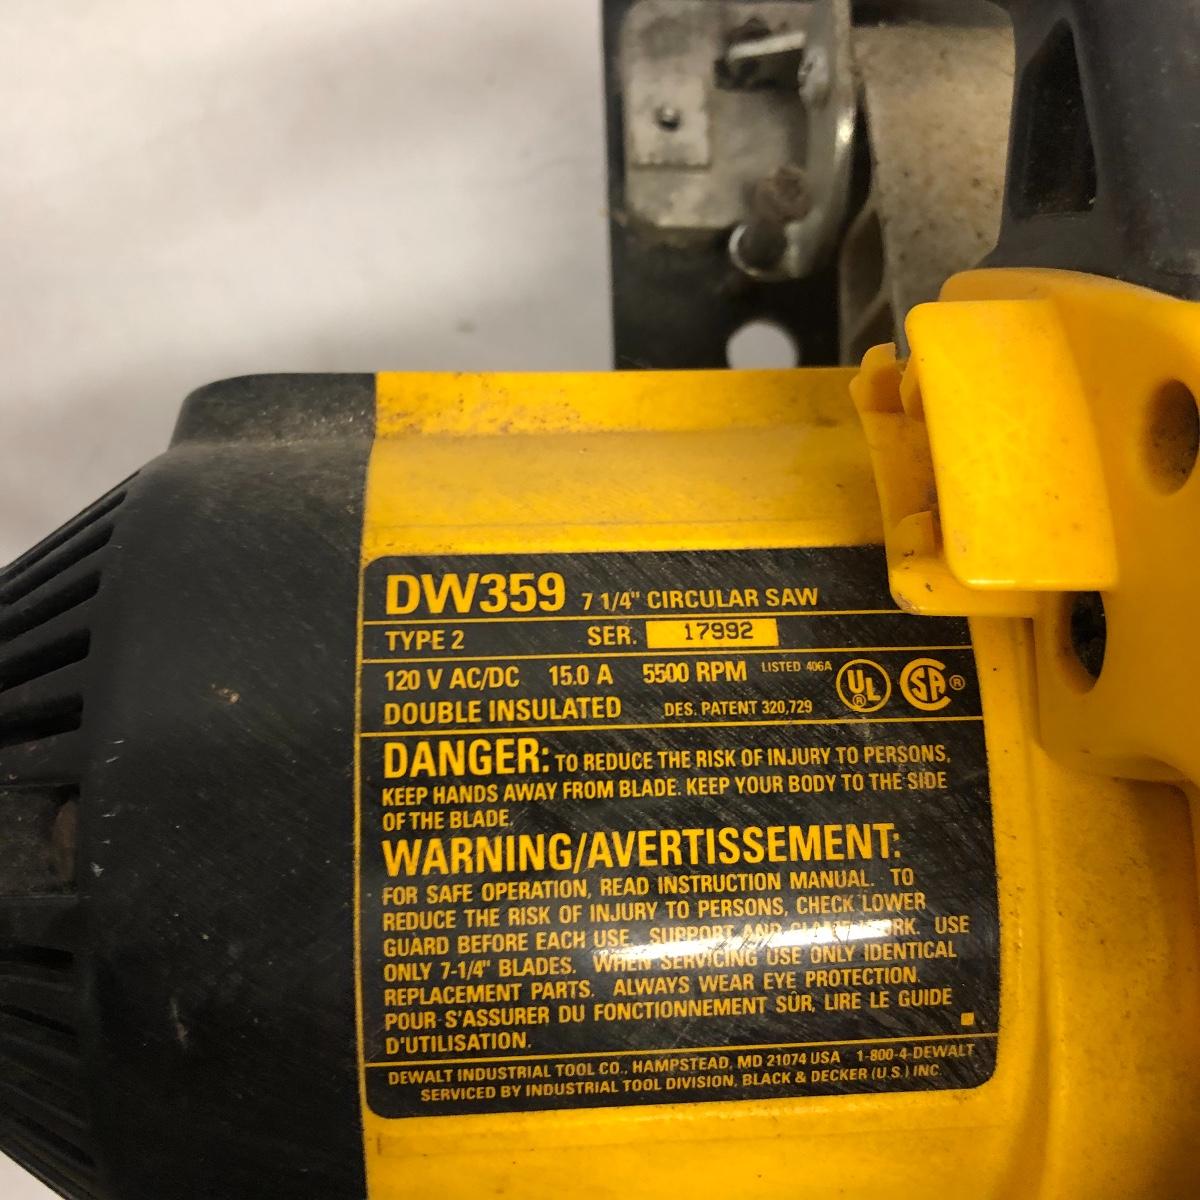 DW359 7 1/4" CIRCULAR SAW
TYPE 2 SER. 17992
120 V AC/DC 15.0 A 5500 RPM LISTED 406A UL ® SA ®
DOUBLE INSULATED DES. PATENT 320,729
DANGER: TO REDUCE THE RISK OF INJURY TO PERSONS,
KEEP HANDS AWAY FROM BLADE. KEEP YOUR BODY TO THE SIDE
OF THE BLADE.
WARNING/AVERTISSEMENT:
FOR SAFE OPERATION, READ INSTRUCTION MANUAL. TO
REDUCE THE RISK OF INJURY TO PERSONS, CHECK LOWER
GUARD BEFORE EACH USE. SUPPORT AND CLAMP WORK. USE
ONLY 7-1/4" BLADES. WHEN SERVICING USE ONLY IDENTICAL
REPLACEMENT PARTS. ALWAYS WEAR EYE PROTECTION.
POUR S'ASSURER DU FONCTIONNEMENT SÛR, LIRE LE GUIDE
D'UTILISATION.
DEWALT INDUSTRIAL TOOL CO., HAMPSTEAD, MD 21074 USA 1-800-4-DEWALT
SERVICED BY INDUSTRIAL TOOL DIVISION, BLACK & DECKER (U.S.) INC.